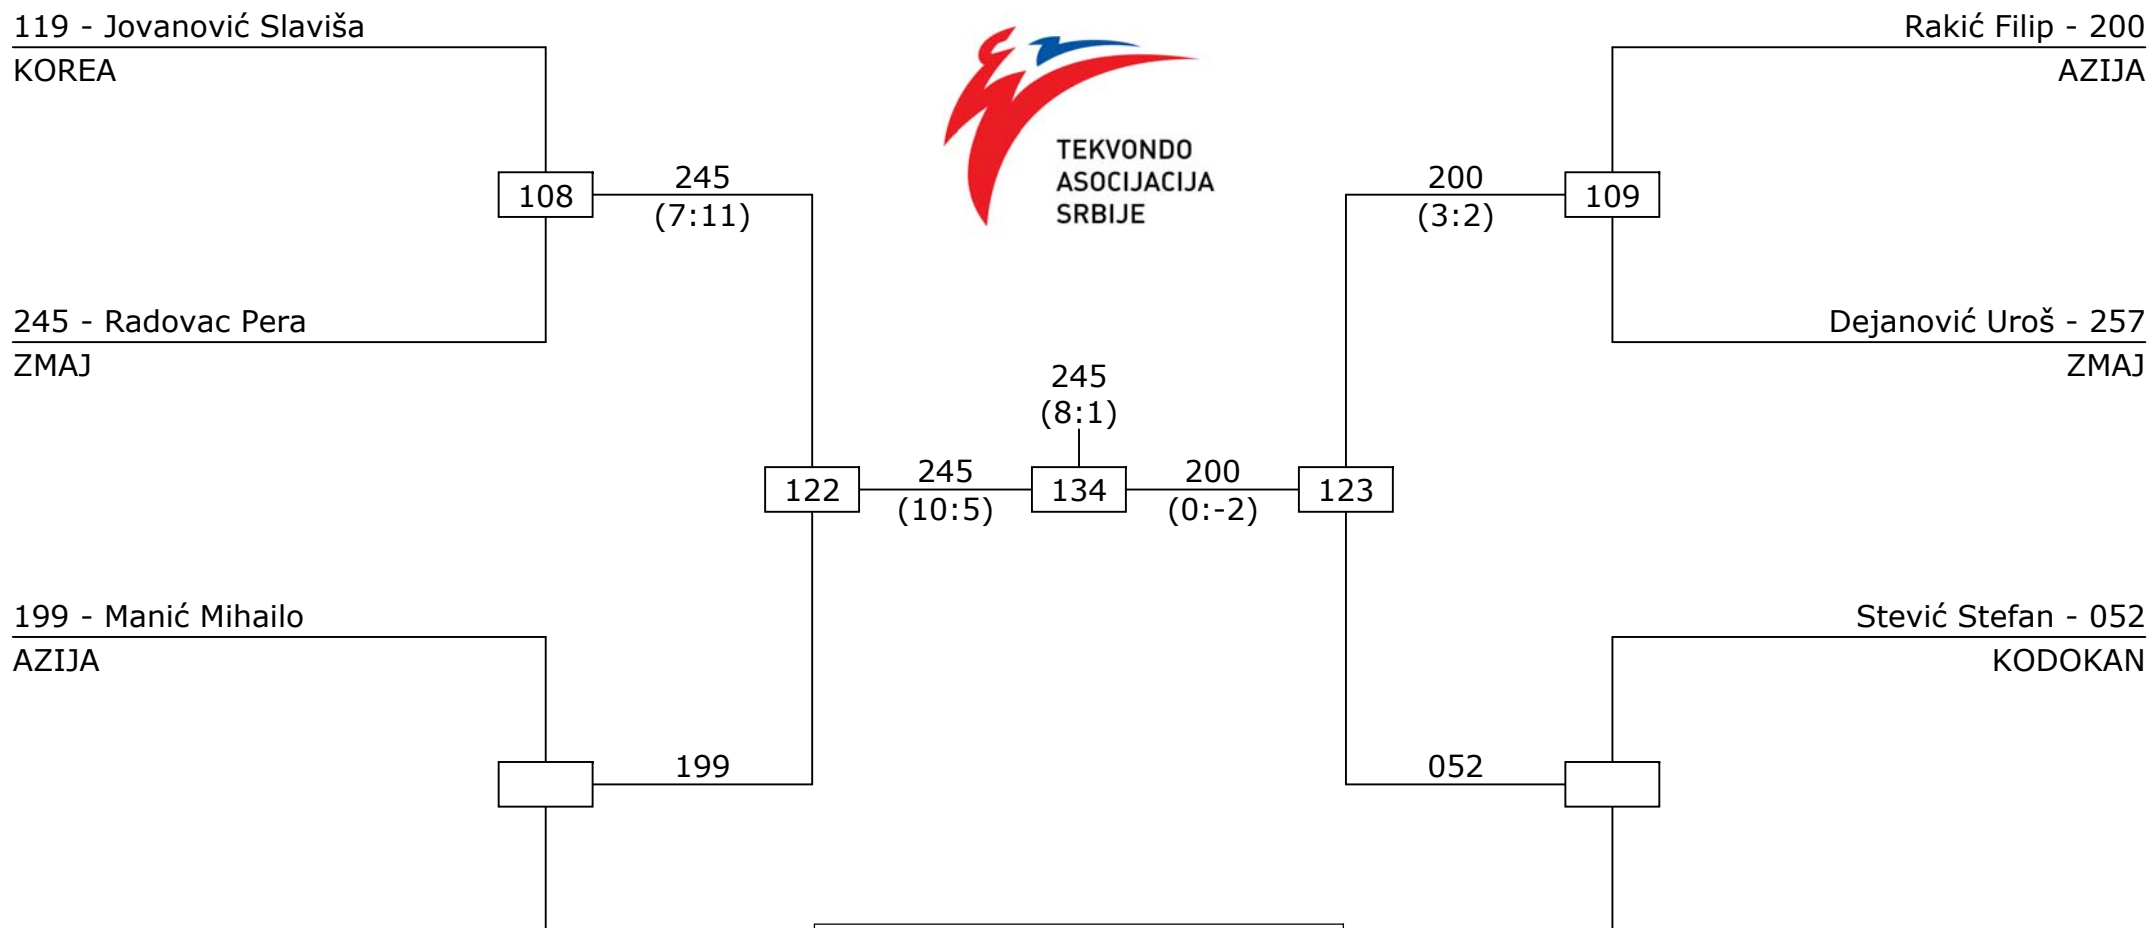 119 - Jovanović Slaviša
KOREA
Rakić Filip - 200
AZIJA
TEKVONDO
ASOCIJACIJA
SRBIJE
108
245
(7:11)
200
(3:2)
109
245 - Radovac Pera
ZMAJ
Dejanović Uroš - 257
ZMAJ
245
(8:1)
122
245
(10:5)
134
200
(0:-2)
123
199 - Manić Mihailo
AZIJA
Stević Stefan - 052
KODOKAN
199
052